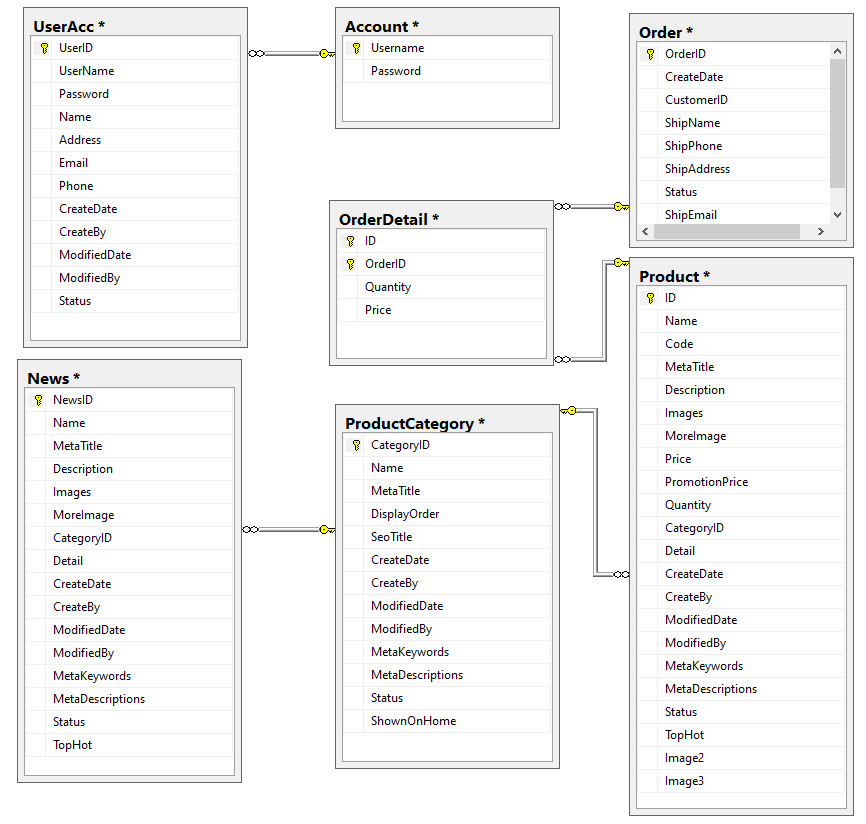 UserAcc *
UserID
UserName
Password
Name
Address
Email
Phone
CreateDate
CreateBy
ModifiedDate
ModifiedBy
Status
Account *
Username
Password
Order *
OrderID
CreateDate
CustomerID
ShipName
ShipPhone
ShipAddress
Status
ShipEmail
OrderDetail *
ID
OrderID
Quantity
Price
Product *
ID
Name
Code
MetaTitle
Description
Images
MoreImage
Price
PromotionPrice
Quantity
CategoryID
Detail
CreateDate
CreateBy
ModifiedDate
ModifiedBy
MetaKeywords
MetaDescriptions
Status
TopHot
Image2
Image3
News *
NewsID
Name
MetaTitle
Description
Images
MoreImage
CategoryID
Detail
CreateDate
CreateBy
ModifiedDate
ModifiedBy
MetaKeywords
MetaDescriptions
Status
TopHot
ProductCategory *
CategoryID
Name
MetaTitle
DisplayOrder
SeoTitle
CreateDate
CreateBy
ModifiedDate
ModifiedBy
MetaKeywords
MetaDescriptions
Status
ShownOnHome